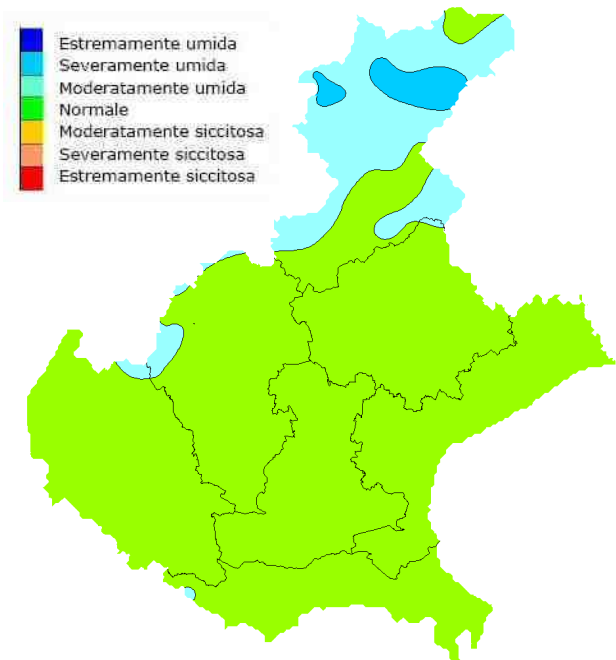 Estremamente umida
Severamente umida
Moderatamente umida
Normale
Moderatamente siccitosa
Severamente siccitosa
Estremamente siccitosa